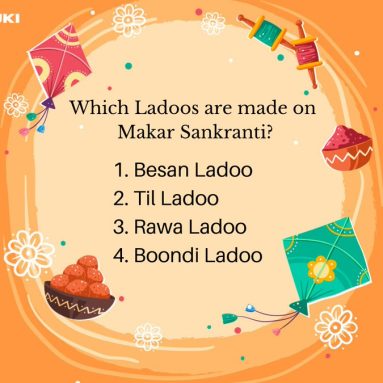 UKI
Which Ladoos are made on
Makar Sankranti?
1. Besan Ladoo
2. Til Ladoo
3. Rawa Ladoo
4. Boondi Ladoo